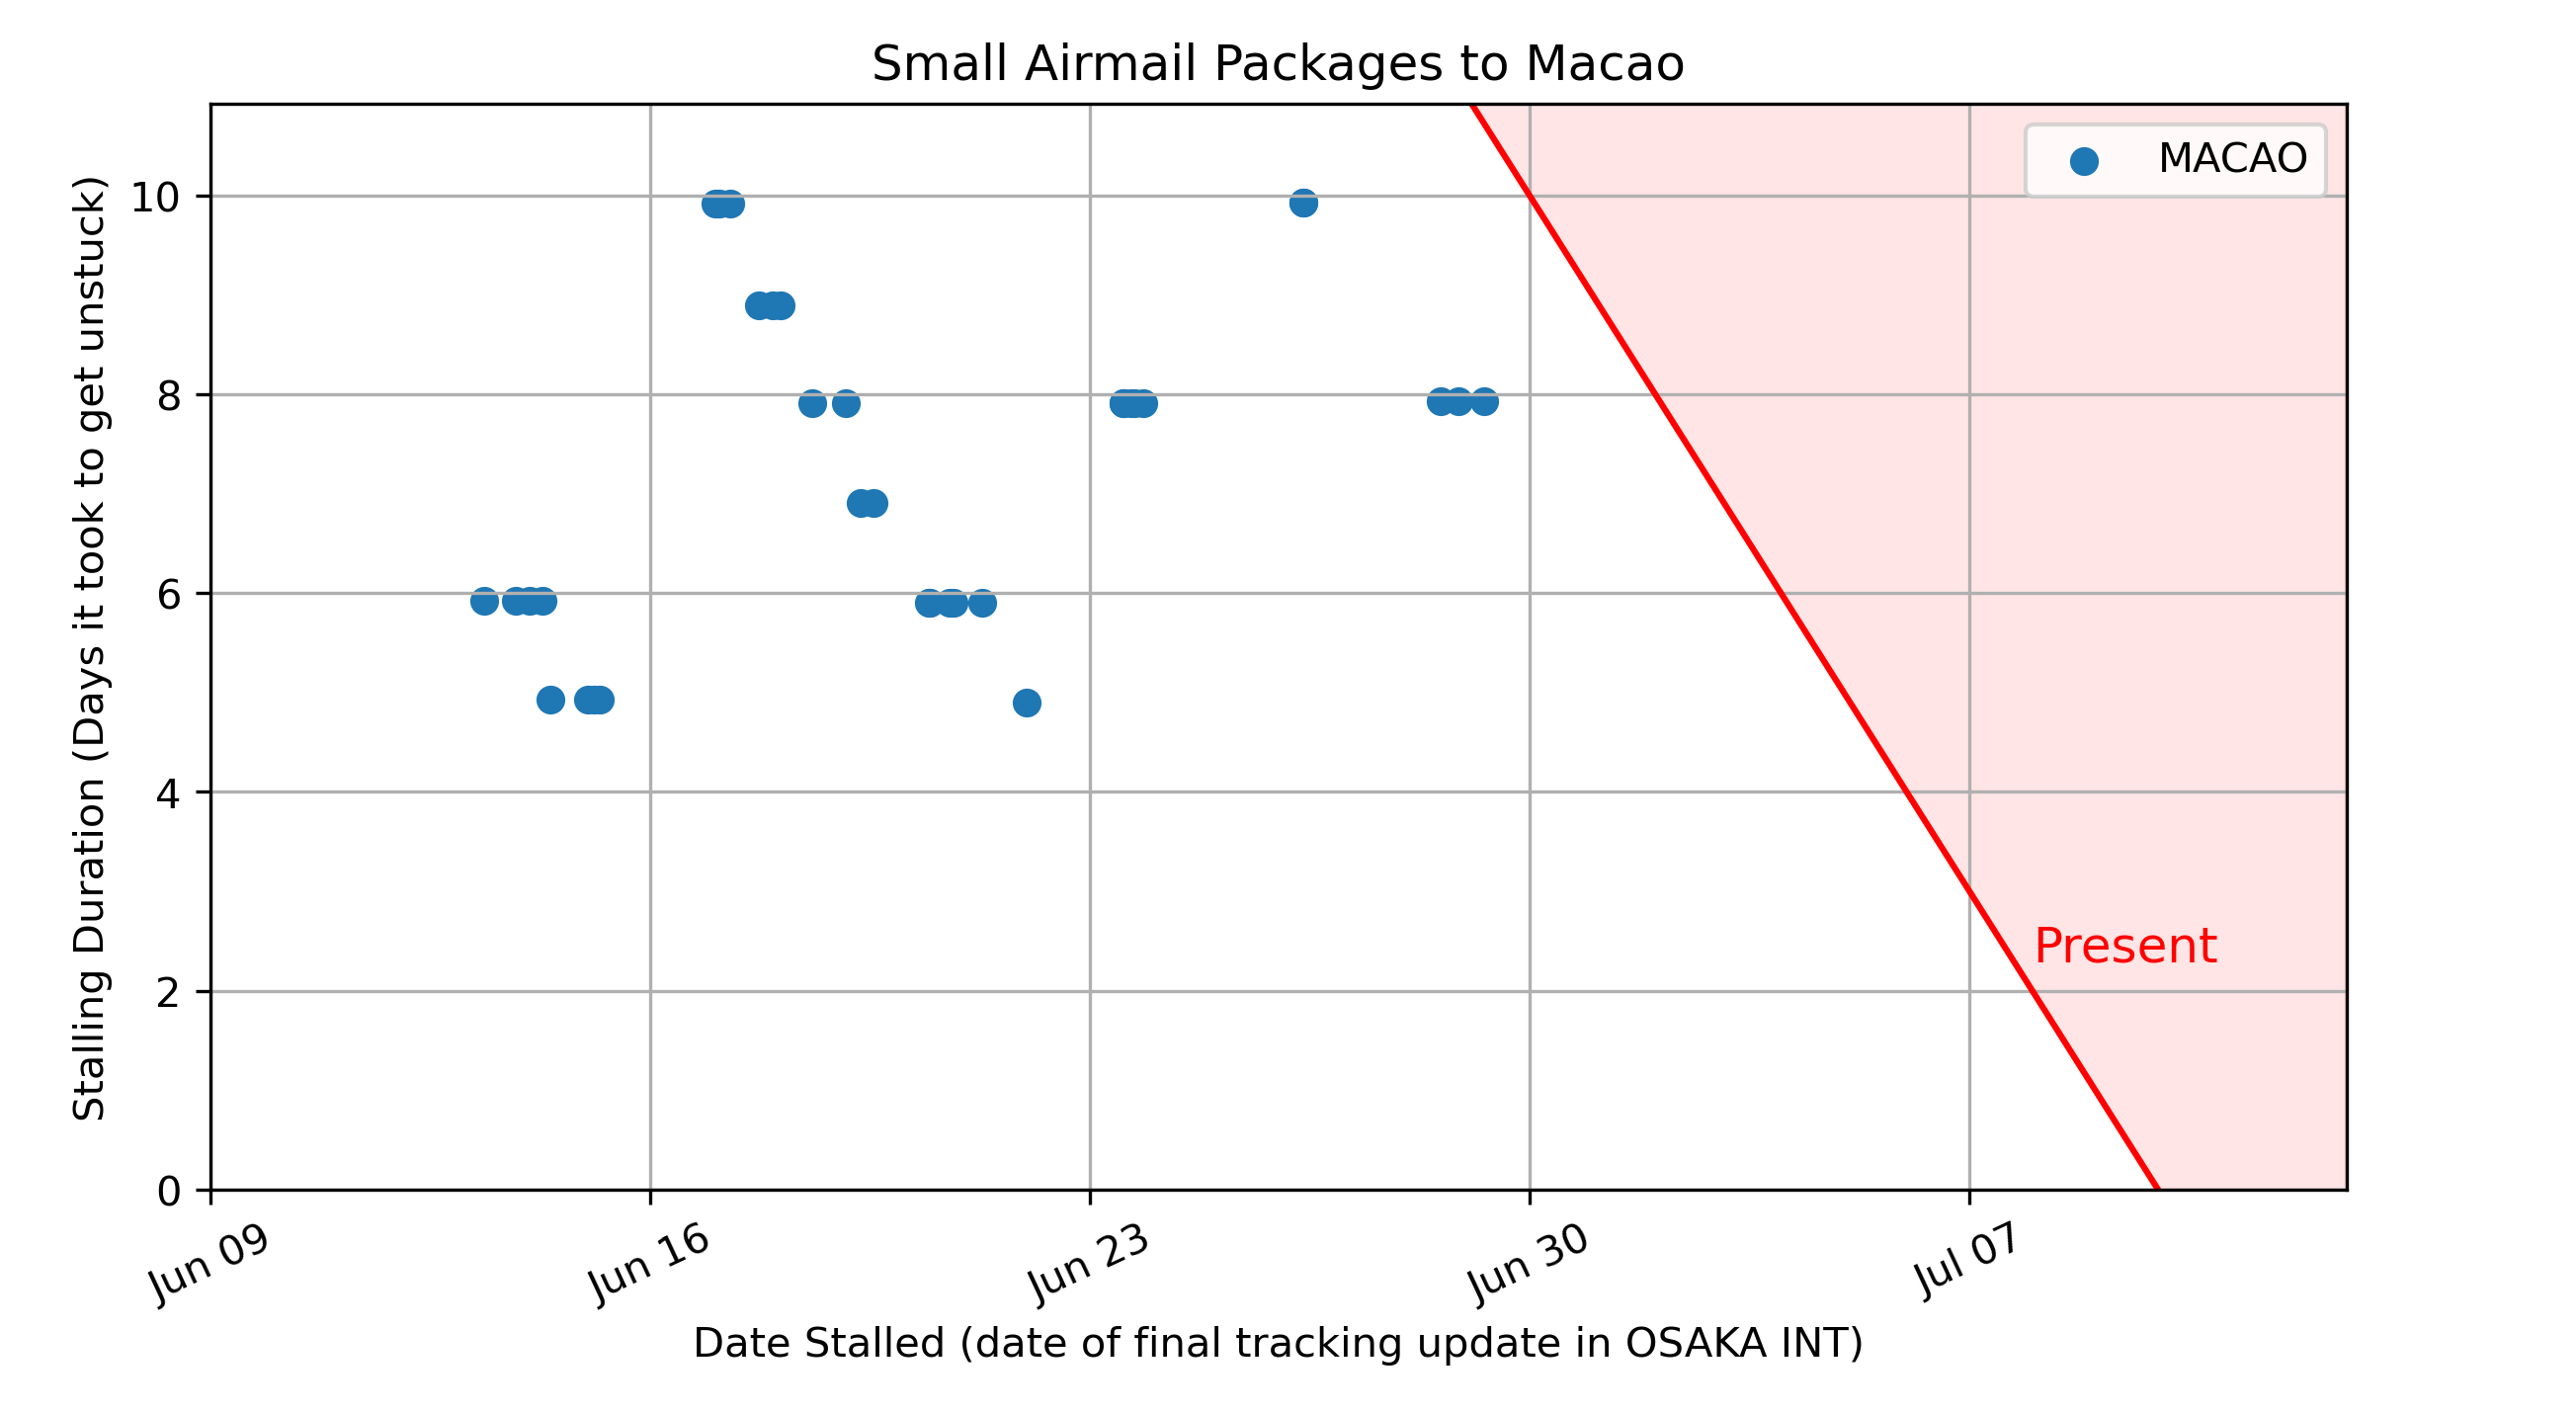 Small Airmail Packages to Macao
MACAO
Stalling Duration (Days it took to get unstuck)
10
8
6
4
2
0
Present
Jun 09
Jun 16
Jun 23
Jun 30
Jul 07
Date Stalled (date of final tracking update in OSAKA INT)